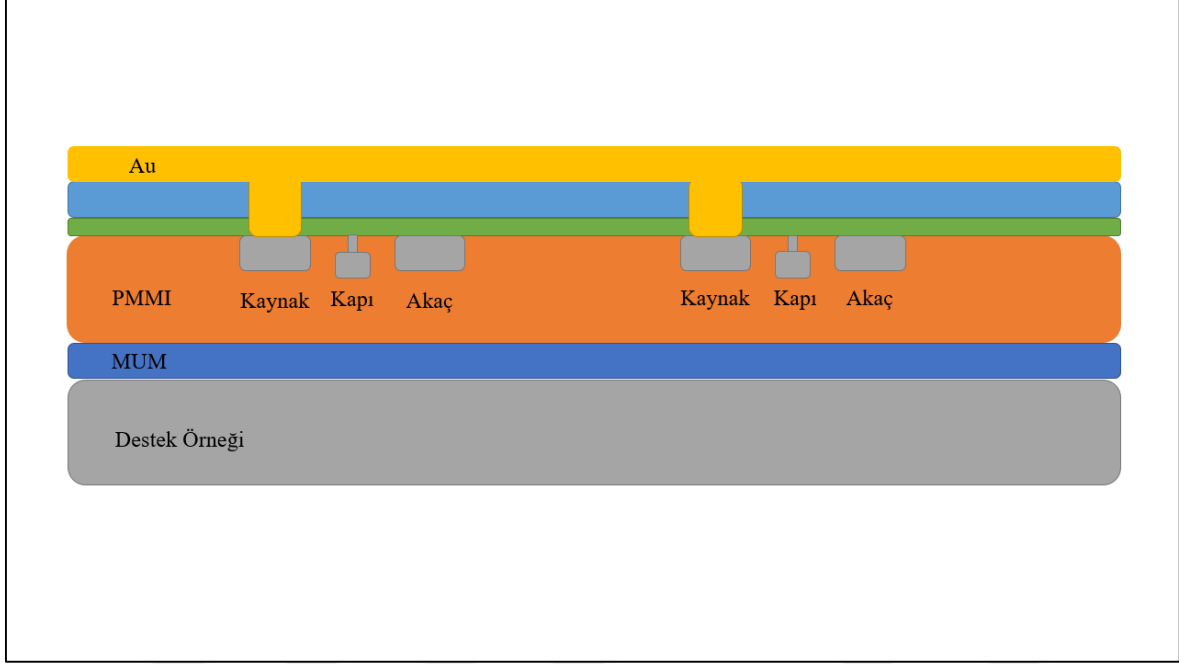 Au
PMMI
Kaynak
Kapı
Akaç
Kaynak
Kapı
Akaç
MUM
Destek Örneği